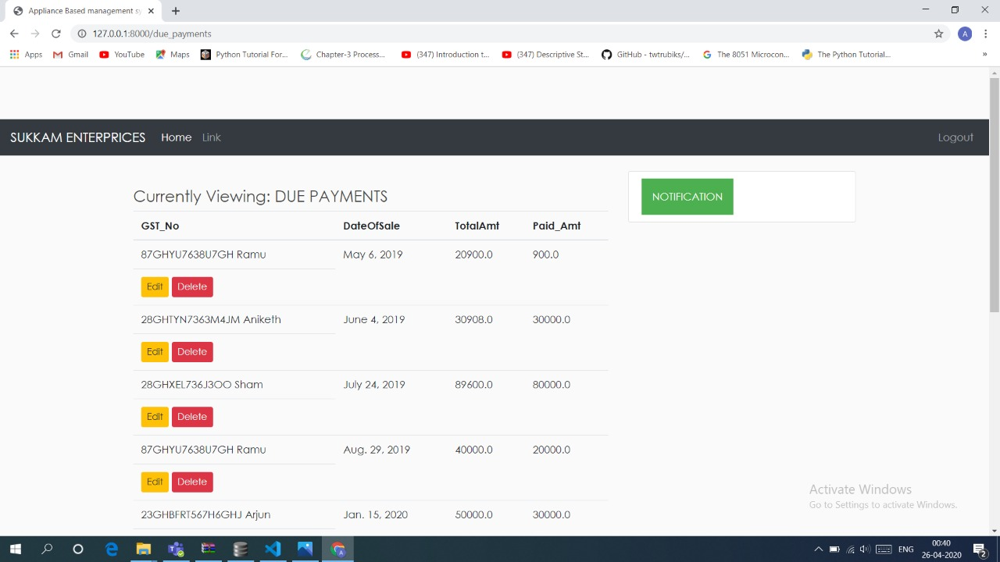 Appliance Based management sy
127.0.0.1:8000/due_payments
A
Apps Gmail YouTube Maps Python Tutorial For... Chapter-3 Process... (347) Introduction t... (347) Descriptive St... GitHub - twtrubiks/... The 8051 Microcon... The Python Tutorial... »
SUKKAM ENTERPRICES Home Link Logout
Currently Viewing: DUE PAYMENTS
NOTIFICATION
GST_No DateOfSale TotalAmt Paid_Amt
87GHYU7638U7GH Ramu May 6, 2019 20900.0 900.0
Edit Delete
28GHTYN7363M4JM Aniketh June 4, 2019 30908.0 30000.0
Edit Delete
28GHXEL736J3OO Sham July 24, 2019 89600.0 80000.0
Edit Delete
87GHYU7638U7GH Ramu Aug. 29, 2019 40000.0 20000.0
Edit Delete
23GHBFRT567H6GHJ Arjun Jan. 15, 2020 50000.0 30000.0
Activate Windows
Go to Settings to activate Windows.
ENG 00:40
26-04-2020 2